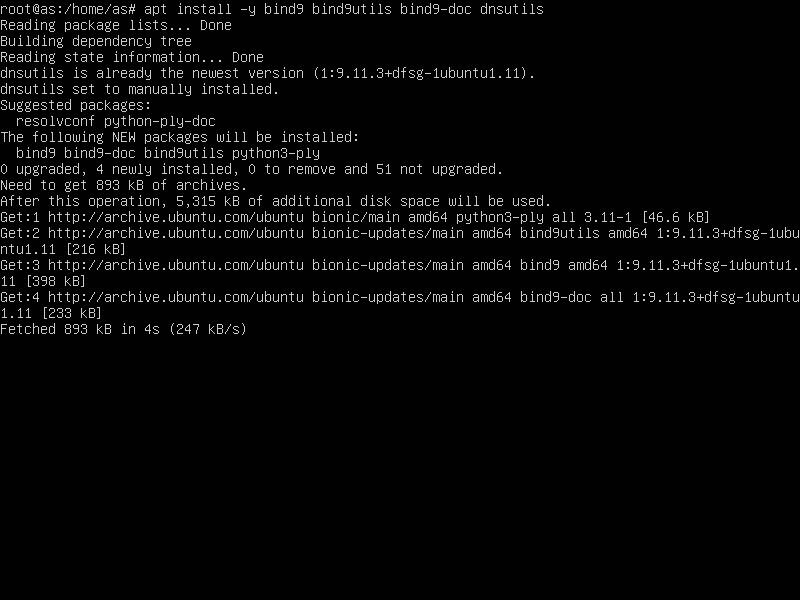 root@as:/home/as# apt install -y bind9 bind9utils bind9-doc dnsutils
Reading package lists... Done
Building dependency tree
Reading state information... Done
dnsutils is already the newest version (1:9.11.3+dfsg-1ubuntu1.11).
dnsutils set to manually installed.
Suggested packages:
  resolvconf python-ply-doc
The following NEW packages will be installed:
  bind9 bind9-doc bind9utils python3-ply
0 upgraded, 4 newly installed, 0 to remove and 51 not upgraded.
Need to get 893 kB of archives.
After this operation, 5,315 kB of additional disk space will be used.
Get:1 http://archive.ubuntu.com/ubuntu bionic/main amd64 python3-ply all 3.11-1 [46.6 kB]
Get:2 http://archive.ubuntu.com/ubuntu bionic-updates/main amd64 bind9utils amd64 1:9.11.3+dfsg-1ubu
ntu1.11 [216 kB]
Get:3 http://archive.ubuntu.com/ubuntu bionic-updates/main amd64 bind9 amd64 1:9.11.3+dfsg-1ubuntu1.
11 [398 kB]
Get:4 http://archive.ubuntu.com/ubuntu bionic-updates/main amd64 bind9-doc all 1:9.11.3+dfsg-1ubuntu
1.11 [233 kB]
Fetched 893 kB in 4s (247 kB/s)